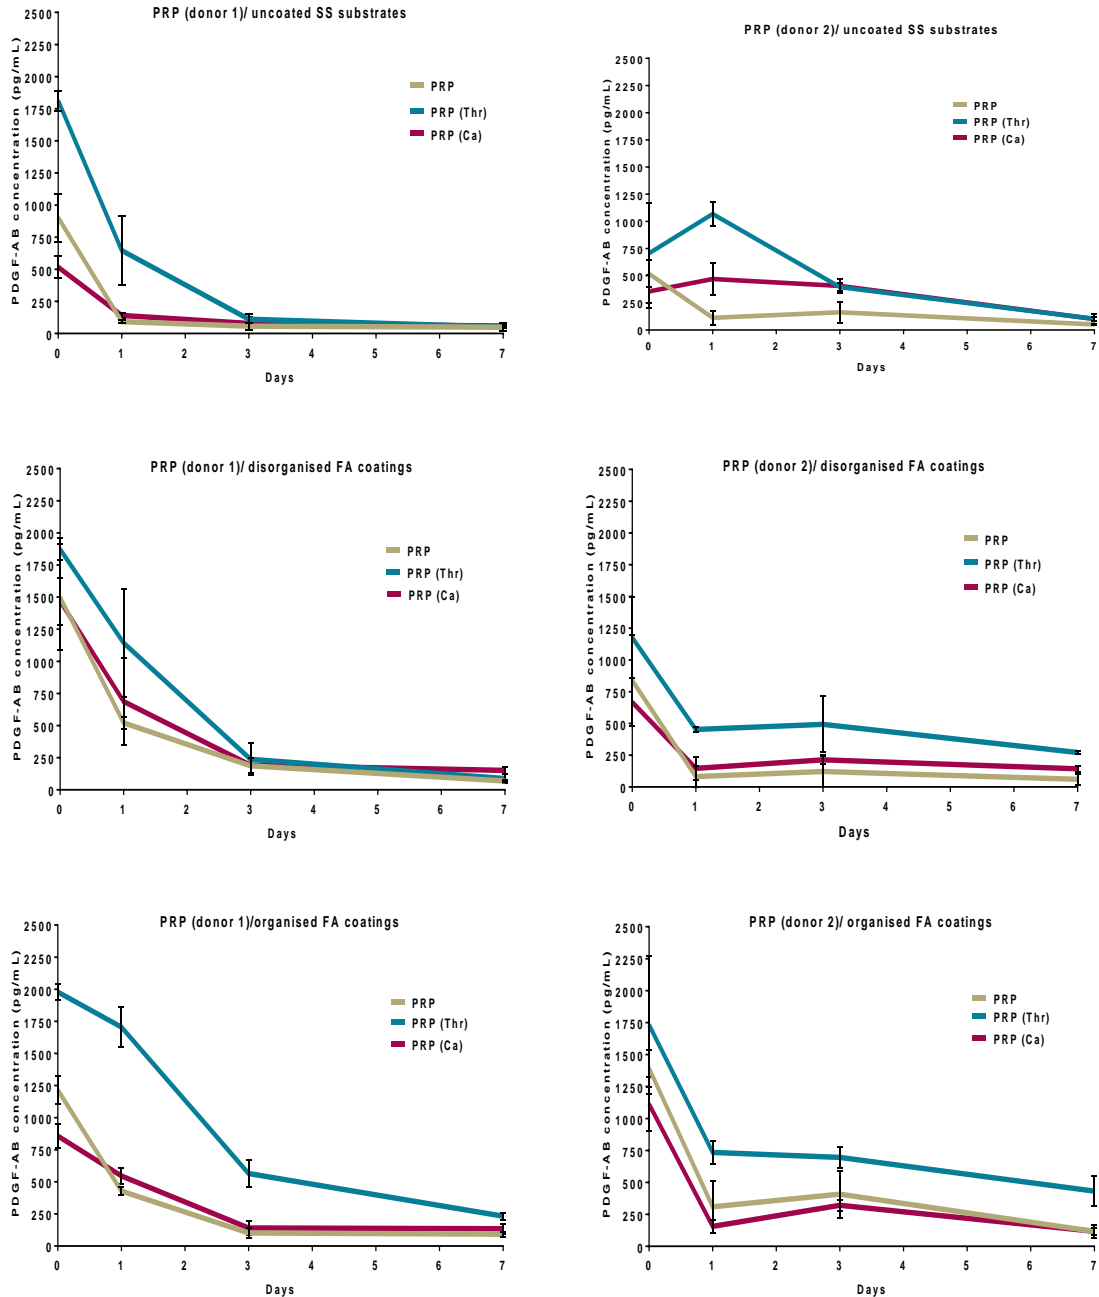 PRP (donor 1)/ uncoated SS substrates
PDGF-AB concentration (pg/mL)
2500
2250
2000
1750
1500
1250
1000
750
500
250
0
PRP
PRP (Thr)
PRP (Ca)
0 1 2 3 4 5 6 7
Days
PRP (donor 2)/ uncoated SS substrates
PDGF-AB concentration (pg/mL)
2500
2250
2000
1750
1500
1250
1000
750
500
250
0
PRP
PRP (Thr)
PRP (Ca)
0 1 2 3 4 5 6 7
Days
PRP (donor 1)/ disorganised FA coatings
PDGF-AB concentration (pg/mL)
2500
2250
2000
1750
1500
1250
1000
750
500
250
0
PRP
PRP (Thr)
PRP (Ca)
0 1 2 3 4 5 6 7
Days
PRP (donor 2)/ disorganised FA coatings
PDGF-AB concentration (pg/mL)
2500
2250
2000
1750
1500
1250
1000
750
500
250
0
PRP
PRP (Thr)
PRP (Ca)
0 1 2 3 4 5 6 7
Days
PRP (donor 1)/organised FA coatings
PDGF-AB concentration (pg/mL)
2500
2250
2000
1750
1500
1250
1000
750
500
250
0
PRP
PRP (Thr)
PRP (Ca)
0 1 2 3 4 5 6 7
Days
PRP (donor 2)/ organised FA coatings
PDGF-AB concentration (pg/mL)
2500
2250
2000
1750
1500
1250
1000
750
500
250
0
PRP
PRP (Thr)
PRP (Ca)
0 1 2 3 4 5 6 7
Days